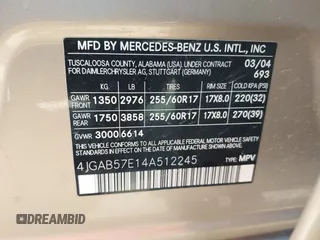 MFD BY MERCEDES-BENZ U.S. INTL., INC
TUSCALOOSA COUNTY, ALABAMA (USA) UNDER CONTRACT
FOR DAIMLERCHRYSLER AG, STUTTGART (GERMANY)
03/04
693
KG LB TIRE RIM COLD KPA (PSI)
GAWR FRONT 1350 2976 255/60R17 17X8.0 220(32)
GAWR REAR 1750 3858 255/60R17 17X8.0 270(39)
GVWR 3000 6614
4JGAB57E14A512245 TYPE: MPV
DREAMBID